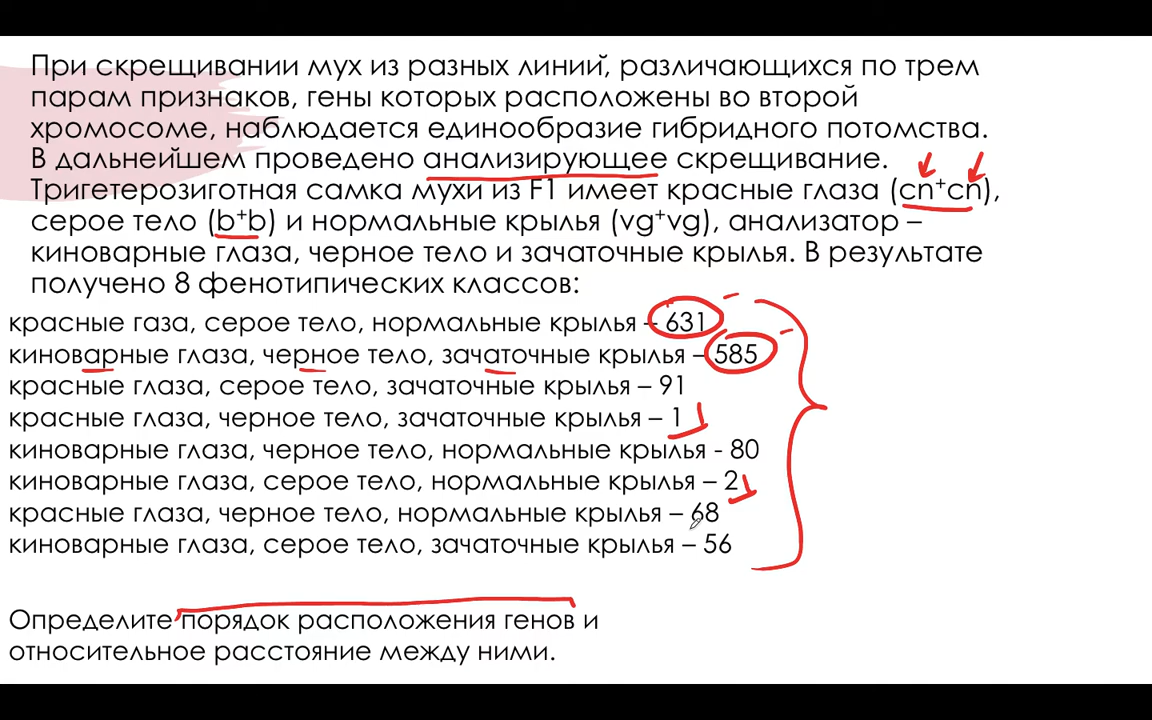 При скрещивании мух из разных линий, различающихся по трем
парам признаков, гены которых расположены во второй
хромосоме, наблюдается единообразие гибридного потомства.
В дальнейшем проведено анализирующее скрещивание.
Тригетерозиготная самка мухи из F1 имеет красные глаза (cn⁺cn),
серое тело (b⁺b) и нормальные крылья (vg⁺vg), анализатор –
киноварные глаза, черное тело и зачаточные крылья. В результате
получено 8 фенотипических классов:
красные газа, серое тело, нормальные крылья – 631
киноварные глаза, черное тело, зачаточные крылья – 585
красные глаза, серое тело, зачаточные крылья – 91
красные глаза, черное тело, зачаточные крылья – 1
киноварные глаза, черное тело, нормальные крылья - 80
киноварные глаза, серое тело, нормальные крылья – 2
красные глаза, черное тело, нормальные крылья – 68
киноварные глаза, серое тело, зачаточные крылья – 56
Определите порядок расположения генов и
относительное расстояние между ними.